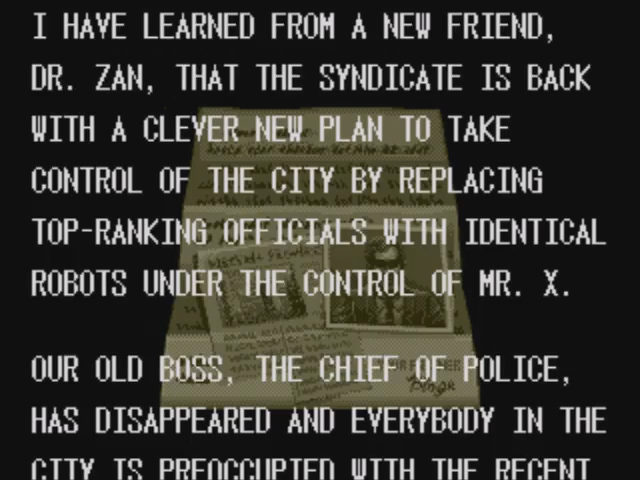 I HAVE LEARNED FROM A NEW FRIEND,
DR. ZAN, THAT THE SYNDICATE IS BACK
WITH A CLEVER NEW PLAN TO TAKE
CONTROL OF THE CITY BY REPLACING
TOP-RANKING OFFICIALS WITH IDENTICAL
ROBOTS UNDER THE CONTROL OF MR. X.
OUR OLD BOSS, THE CHIEF OF POLICE,
HAS DISAPPEARED AND EVERYBODY IN THE
CITY IS PREOCCUPIED WITH THE RECENT